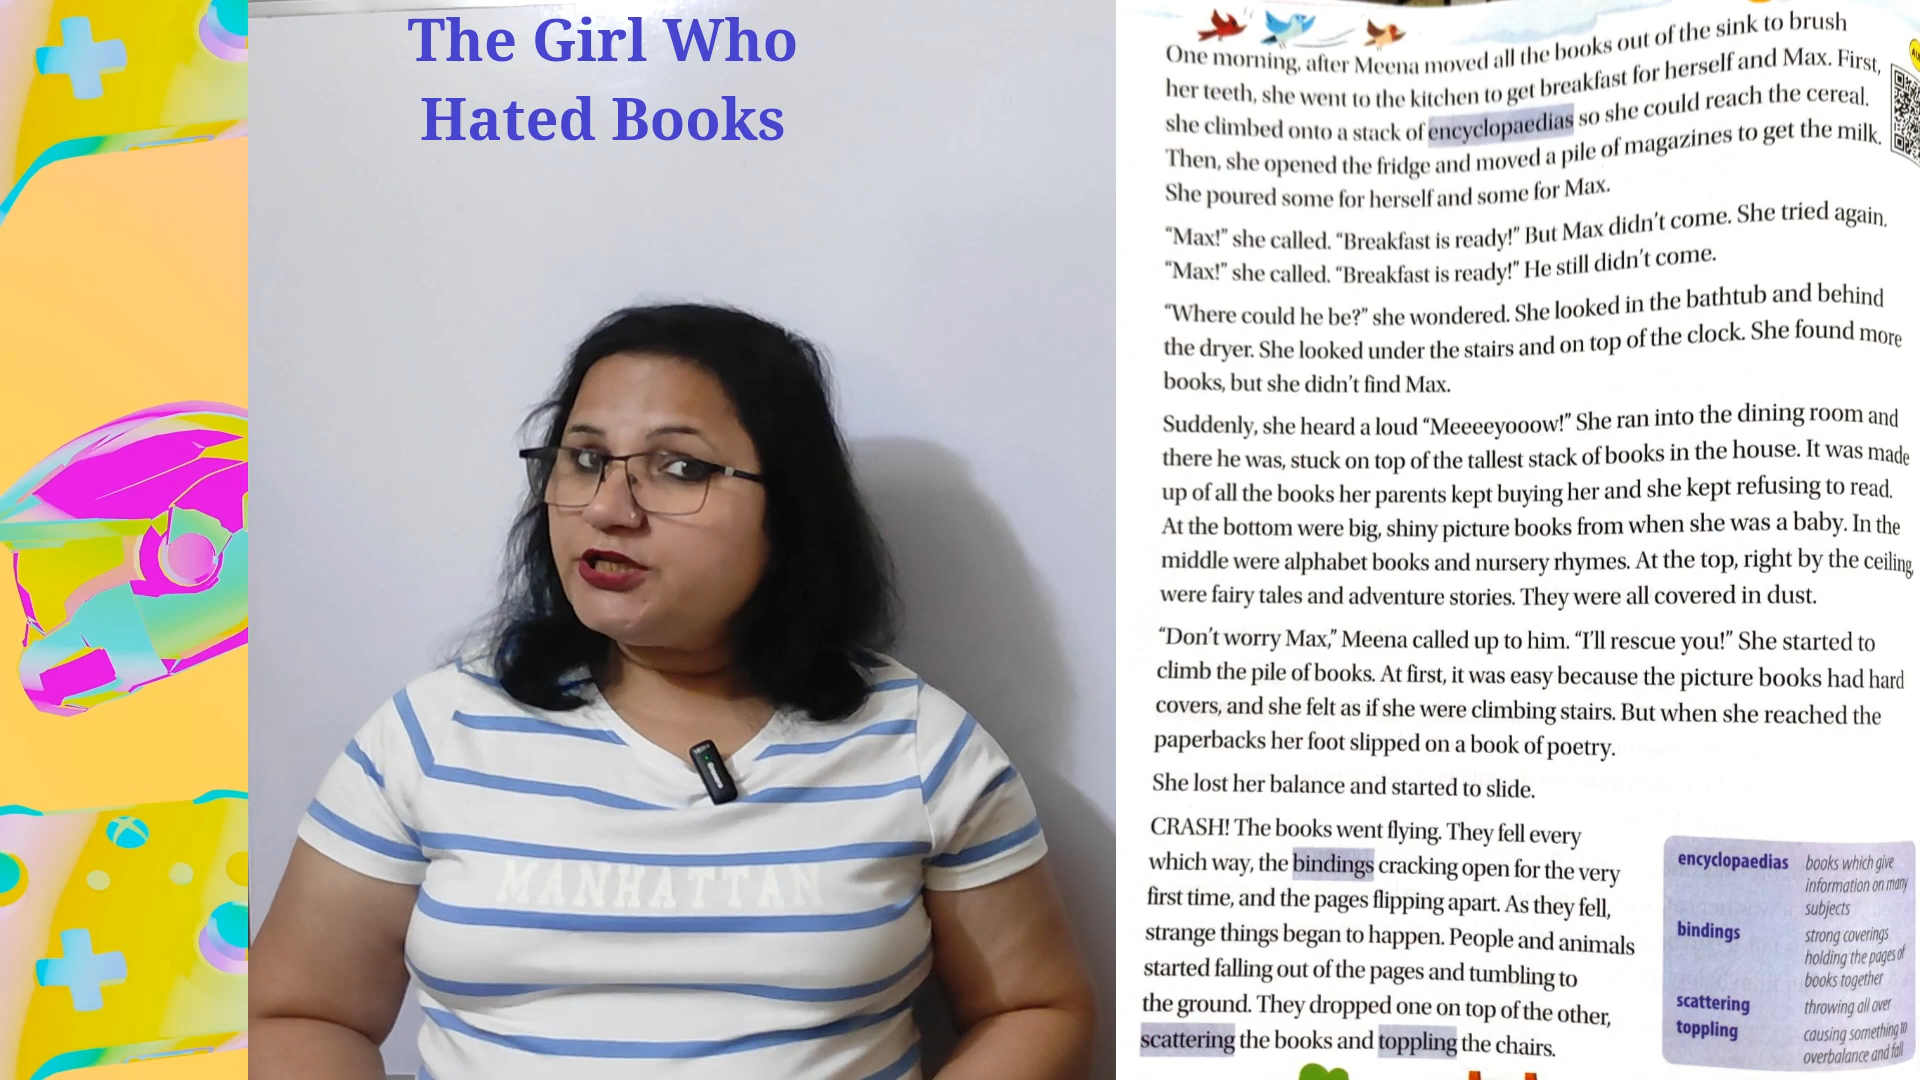 The Girl Who
Hated Books
MANHATTAN
One morning, after Meena moved all the books out of the sink to brush
her teeth, she went to the kitchen to get breakfast for herself and Max. First,
she climbed onto a stack of encyclopaedias so she could reach the cereal.
Then, she opened the fridge and moved a pile of magazines to get the milk.
She poured some for herself and some for Max.
“Max!” she called. “Breakfast is ready!” But Max didn’t come. She tried again.
“Max!” she called. “Breakfast is ready!” He still didn’t come.
“Where could he be?” she wondered. She looked in the bathtub and behind
the dryer. She looked under the stairs and on top of the clock. She found more
books, but she didn’t find Max.
Suddenly, she heard a loud “Meeeeyooow!” She ran into the dining room and
there he was, stuck on top of the tallest stack of books in the house. It was made
up of all the books her parents kept buying her and she kept refusing to read.
At the bottom were big, shiny picture books from when she was a baby. In the
middle were alphabet books and nursery rhymes. At the top, right by the ceiling,
were fairy tales and adventure stories. They were all covered in dust.
“Don’t worry Max,” Meena called up to him. “I’ll rescue you!” She started to
climb the pile of books. At first, it was easy because the picture books had hard
covers, and she felt as if she were climbing stairs. But when she reached the
paperbacks her foot slipped on a book of poetry.
She lost her balance and started to slide.
CRASH! The books went flying. They fell every
which way, the bindings cracking open for the very
first time, and the pages flipping apart. As they fell,
strange things began to happen. People and animals
started falling out of the pages and tumbling to
the ground. They dropped one on top of the other,
scattering the books and toppling the chairs.
encyclopaedias books which give
information on many
subjects
bindings strong coverings
holding the pages of
books together
scattering throwing all over
toppling causing something to
overbalance and fall